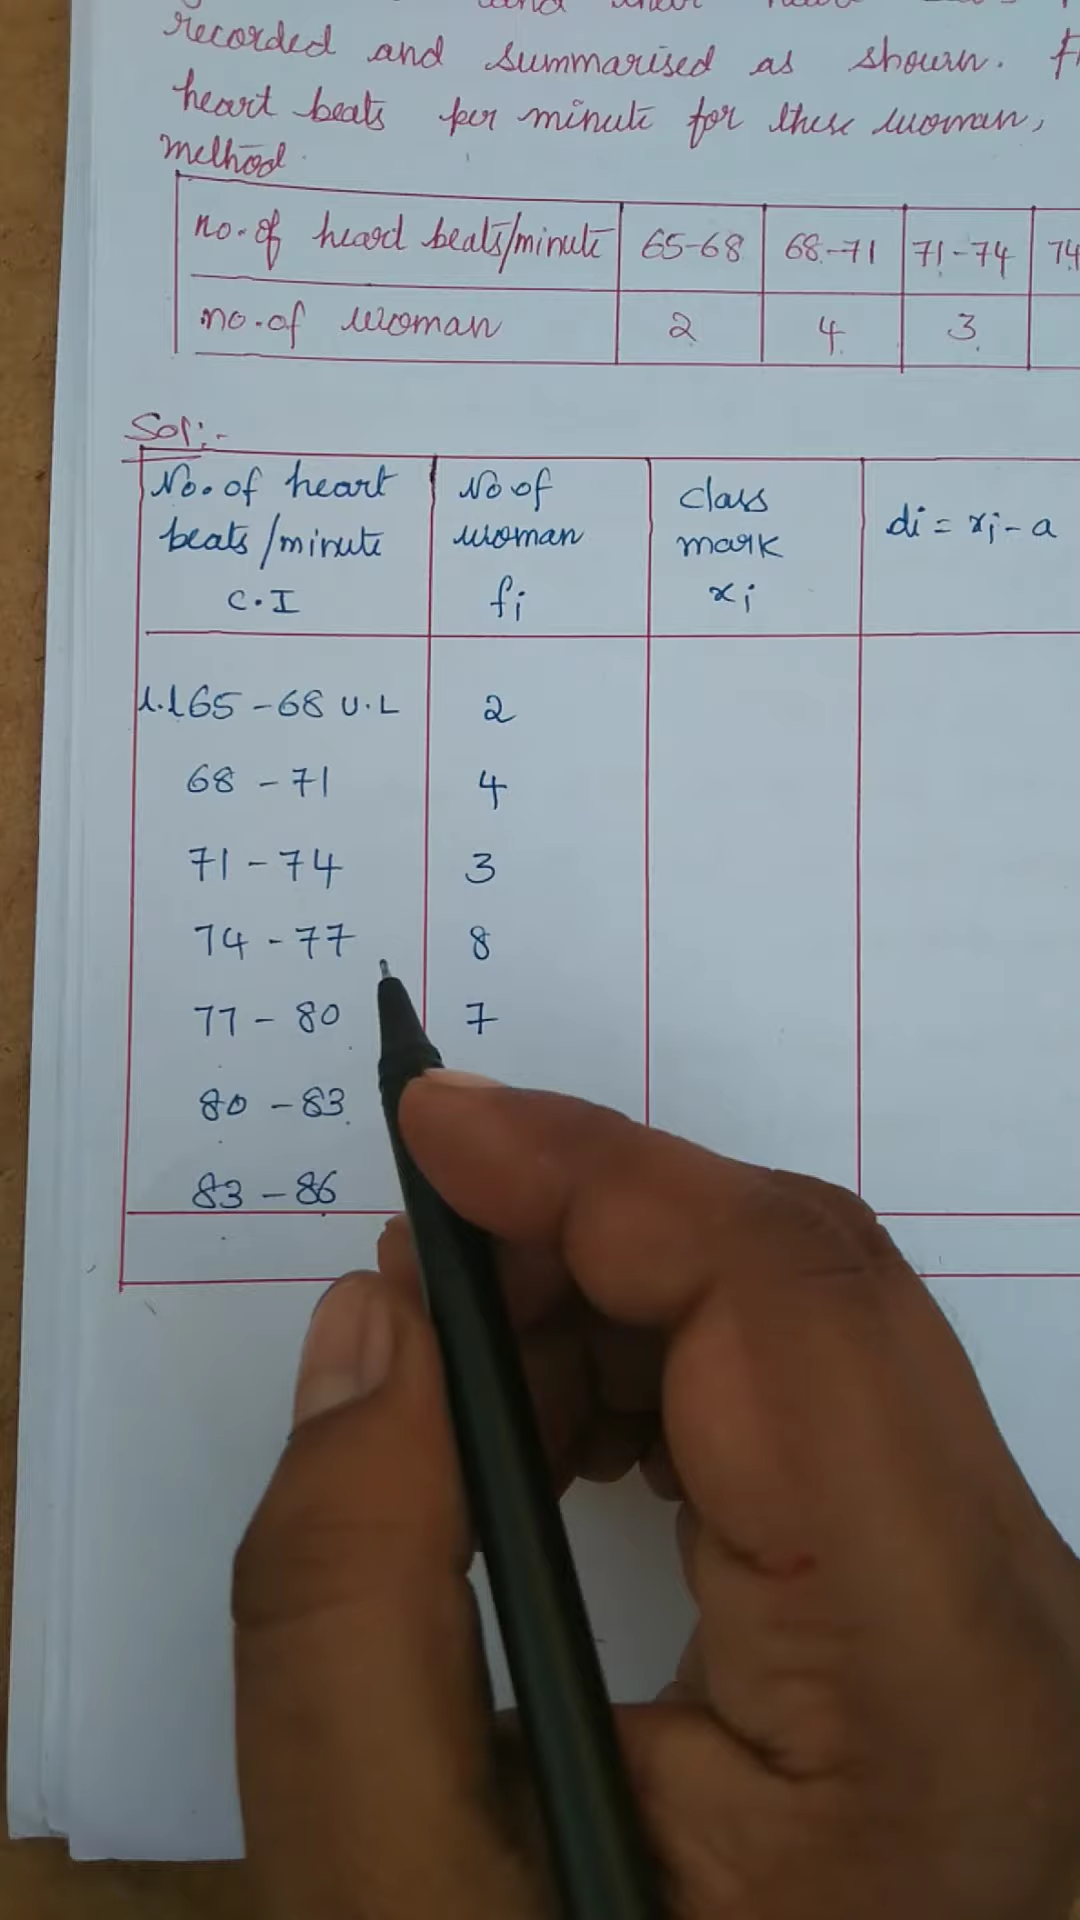 recorded and summarised as shown.
heart beats per minute for these woman,
method.
no. of heard beats/minute 65-68 68-71 71-74 74
no. of woman 2 4 3
Sol:-
No. of heart No of class
beats/minute woman mark di = xi - a
C.I fi xi
l.l 65-68 U.L 2
68-71 4
71-74 3
74-77 8
77-80 7
80-83
83-86